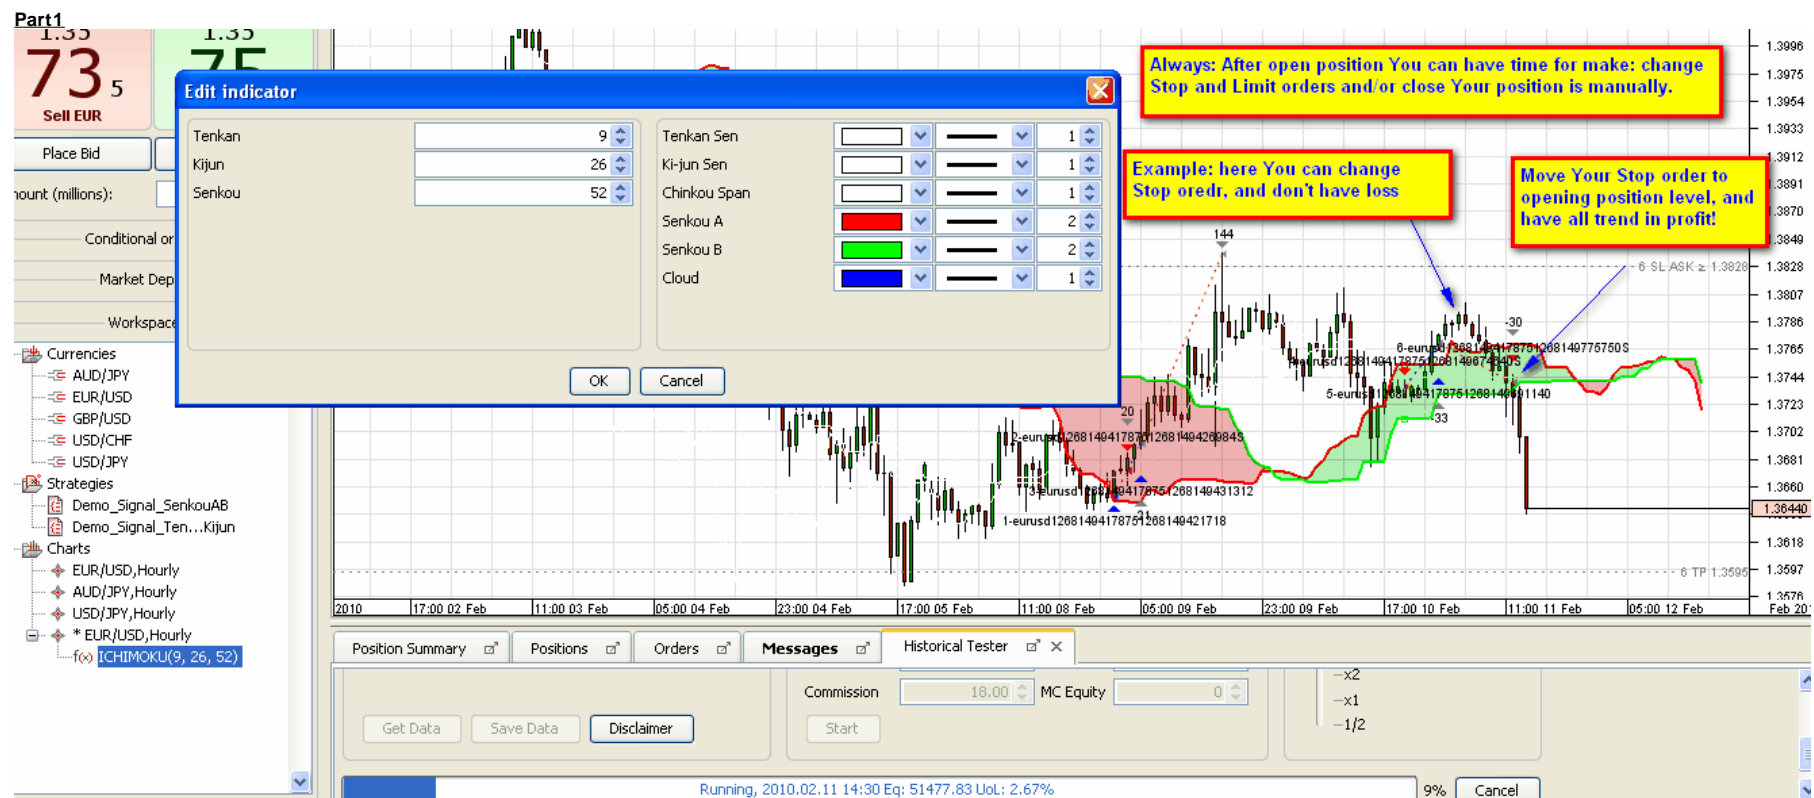 Part1
1.35
1.35
73 5
75
Sell EUR
Place Bid
nount (millions):
Conditional or
Market Dep
Workspace
Currencies
AUD/JPY
EUR/USD
GBP/USD
USD/CHF
USD/JPY
Strategies
Demo_Signal_SenkouAB
Demo_Signal_Ten...Kijun
Charts
EUR/USD,Hourly
AUD/JPY,Hourly
USD/JPY,Hourly
* EUR/USD,Hourly
f(x) ICHIMOKU(9, 26, 52)
Edit indicator
Tenkan 9
Kijun 26
Senkou 52
Tenkan Sen 1
Ki-jun Sen 1
Chinkou Span 1
Senkou A 2
Senkou B 2
Cloud 1
OK Cancel
Always: After open position You can have time for make: change
Stop and Limit orders and/or close Your position is manually.
Example: here You can change
Stop oredr, and don't have loss
Move Your Stop order to
opening position level, and
have all trend in profit!
144
6 SL ASK ≥ 1.3828
-30
5-eurusd
-33
20
3-eurusd
-21
1-eurusd12681494178751268149421718
6 TP 1.3595
1.3996
1.3975
1.3954
1.3933
1.3912
1.3891
1.3870
1.3849
1.3828
1.3807
1.3786
1.3765
1.3744
1.3723
1.3702
1.3681
1.3660
1.36440
1.3618
1.3597
1.3576
2010 17:00 02 Feb 11:00 03 Feb 05:00 04 Feb 23:00 04 Feb 17:00 05 Feb 11:00 08 Feb 05:00 09 Feb 23:00 09 Feb 17:00 10 Feb 11:00 11 Feb 05:00 12 Feb Feb 20
Position Summary Positions Orders Messages Historical Tester
Commission 18.00 MC Equity 0
Get Data Save Data Disclaimer Start
x2
x1
1/2
Running, 2010.02.11 14:30 Eq: 51477.83 UoL: 2.67%
9% Cancel